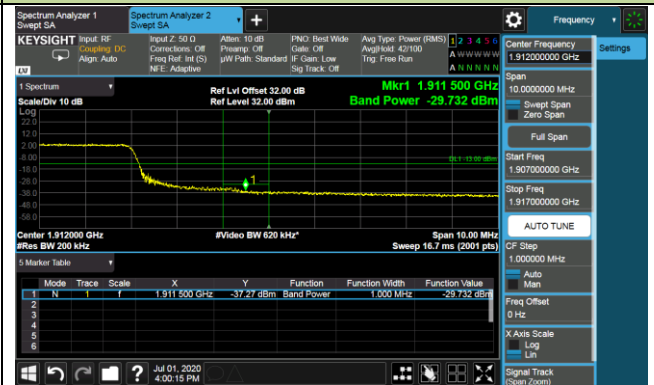 Spectrum Analyzer 1
Swept SA
Spectrum Analyzer 2
Swept SA
+
Frequency
KEYSIGHT
Input: RF
Coupling: DC
Align: Auto
Input Z: 50 Ω
Corrections: Off
Freq Ref: Int (S)
NFE: Adaptive
Atten: 10 dB
Preamp: Off
µW Path: Standard
PNO: Best Wide
Gate: Off
IF Gain: Low
Sig Track: Off
Avg Type: Power (RMS)
Avg|Hold: 42/100
Trig: Free Run
1 2 3 4 5 6
A W W W W W
A N N N N N
LXI
1 Spectrum
Scale/Div 10 dB
Ref Lvl Offset 32.00 dB
Ref Level 32.00 dBm
Mkr1 1.911 500 GHz
Band Power -29.732 dBm
Log
22.0
12.0
2.00
-8.00
-18.0
-28.0
-38.0
-48.0
-58.0
DL1 -13.00 dBm
1
Center 1.912000 GHz
#Res BW 200 kHz
#Video BW 620 kHz*
Span 10.00 MHz
Sweep 16.7 ms (2001 pts)
5 Marker Table
Mode Trace Scale X Y Function Function Width Function Value
1 N 1 f 1.911 500 GHz -37.27 dBm Band Power 1.000 MHz -29.732 dBm
2
3
4
5
6
Jul 01, 2020
4:00:15 PM
Center Frequency
1.912000000 GHz
Settings
Span
10.0000000 MHz
Swept Span
Zero Span
Full Span
Start Freq
1.907000000 GHz
Stop Freq
1.917000000 GHz
AUTO TUNE
CF Step
1.000000 MHz
Auto
Man
Freq Offset
0 Hz
X Axis Scale
Log
Lin
Signal Track
(Span Zoom)